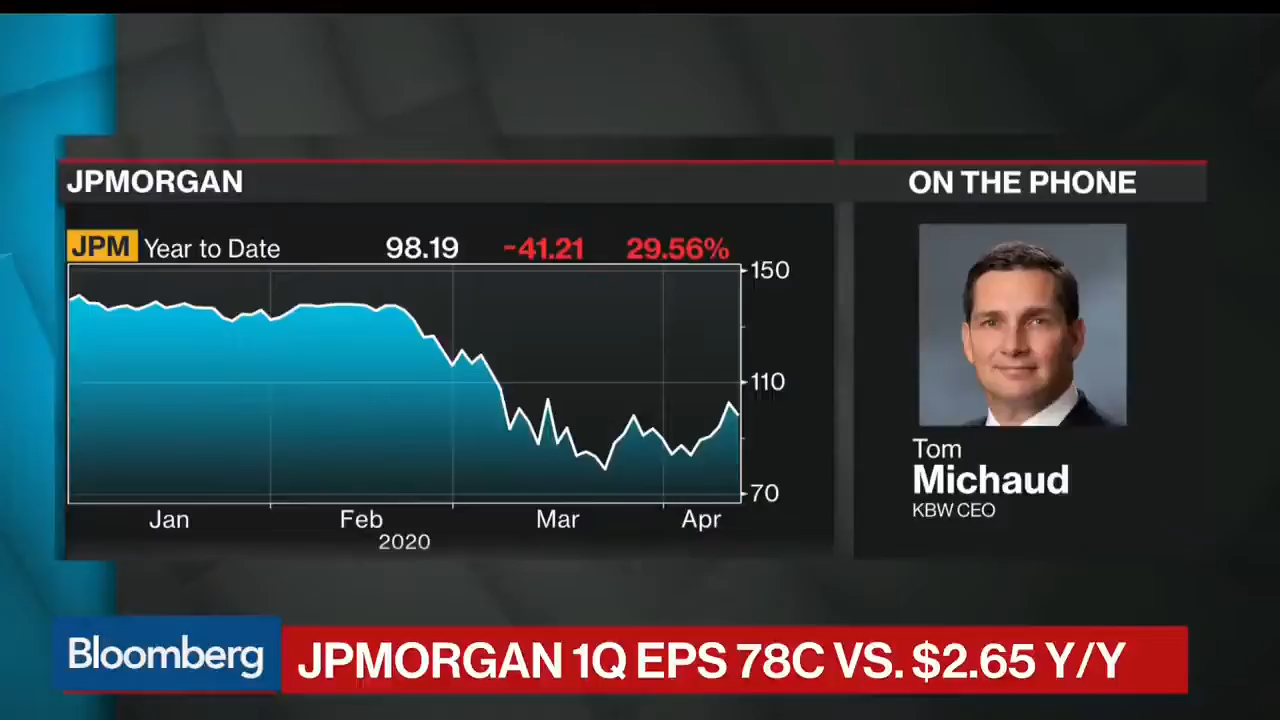 JPMORGAN
JPM Year to Date 98.19 -41.21 29.56%
150
110
70
Jan Feb Mar Apr
2020
ON THE PHONE
Tom
Michaud
KBW CEO
Bloomberg
JPMORGAN 1Q EPS 78C VS. $2.65 Y/Y